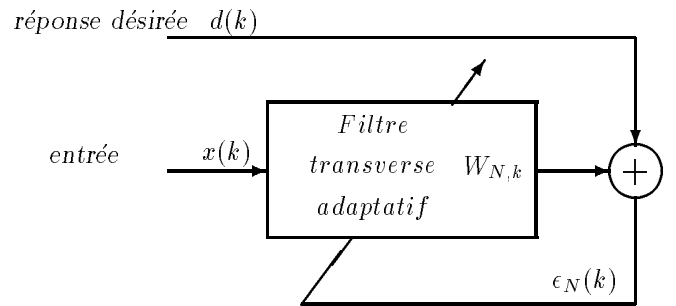 réponse désirée d(k)
entrée
x(k)
Filtre
transverse
adaptatif
W_{N,k}
+
ϵ_N(k)